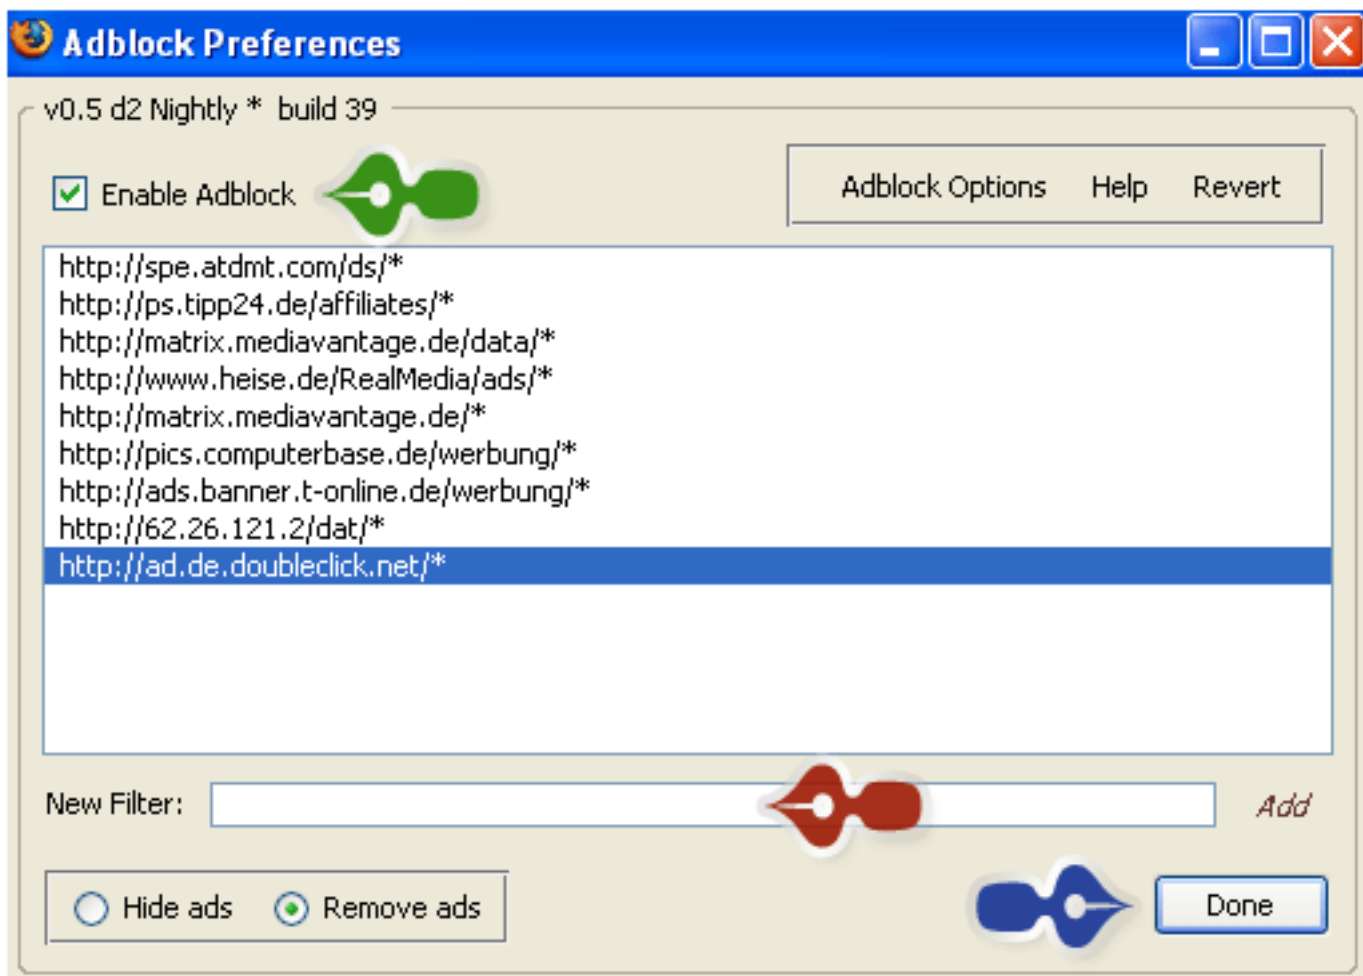 Adblock Preferences
v0.5 d2 Nightly * build 39
Enable Adblock
Adblock Options Help Revert
http://spe.atdmt.com/ds/*
http://ps.tipp24.de/affiliates/*
http://matrix.mediavantage.de/data/*
http://www.heise.de/RealMedia/ads/*
http://matrix.mediavantage.de/*
http://pics.computerbase.de/werbung/*
http://ads.banner.t-online.de/werbung/*
http://62.26.121.2/dat/*
http://ad.de.doubleclick.net/*
New Filter: Add
Hide ads Remove ads Done